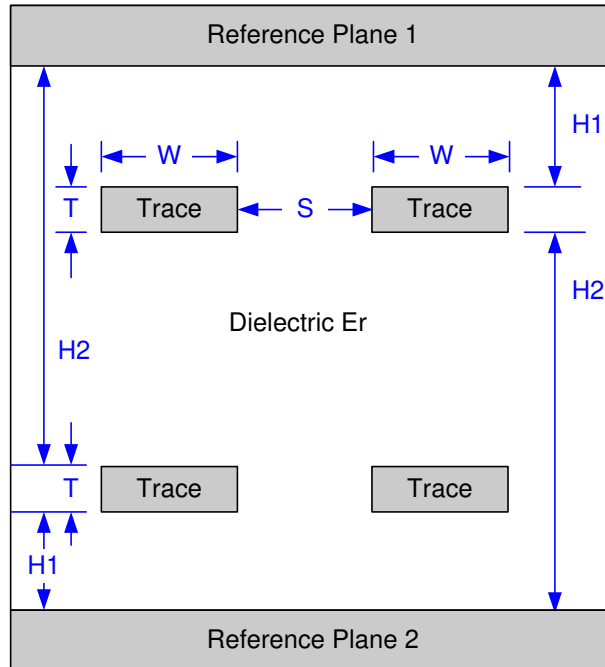 Reference Plane 1
H1
W
W
T
Trace
S
Trace
H2
Dielectric Er
H2
T
Trace
Trace
H1
Reference Plane 2